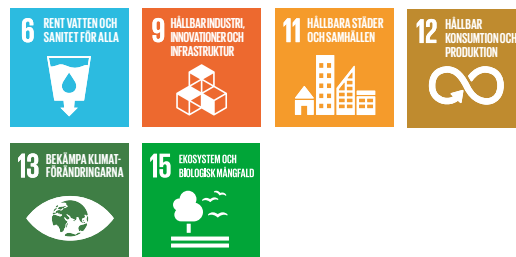 6 RENT VATTEN OCH
SANITET FÖR ALLA
9 HÅLLBAR INDUSTRI,
INNOVATIONER OCH
INFRASTRUKTUR
11 HÅLLBARA STÄDER
OCH SAMHÄLLEN
12 HÅLLBAR
KONSUMTION OCH
PRODUKTION
13 BEKÄMPA KLIMAT-
FÖRÄNDRINGARNA
15 EKOSYSTEM OCH
BIOLOGISK MÅNGFALD